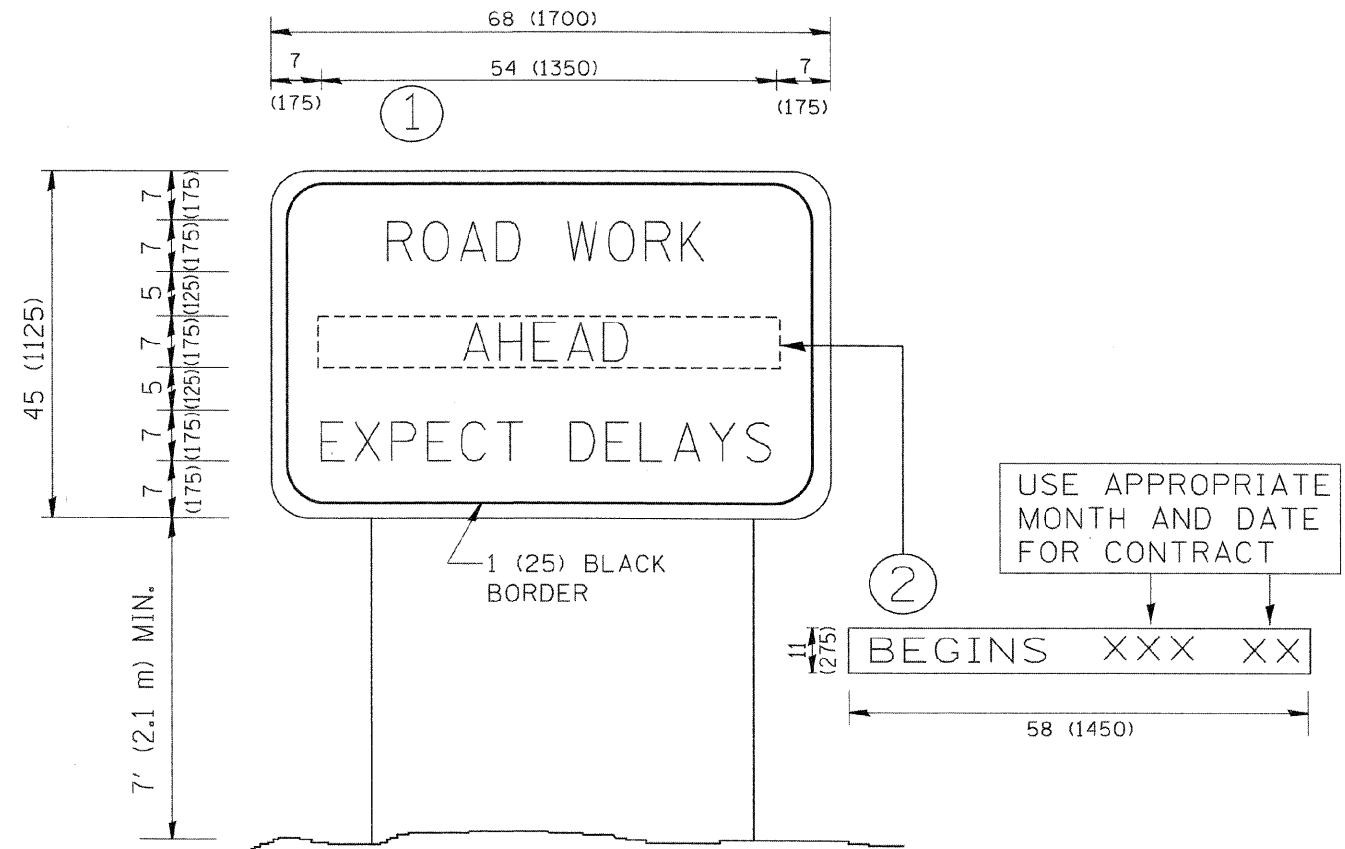 68 (1700)
7
54 (1350)
7
(175)
(175)
1
45 (1125)
7
(175)
7
(175)
5
(125)
7
(175)
5
(125)
7
(175)
7
(175)
ROAD WORK
AHEAD
EXPECT DELAYS
1 (25) BLACK
BORDER
7' (2.1 m) MIN.
USE APPROPRIATE
MONTH AND DATE
FOR CONTRACT
2
11
(275)
BEGINS XXX XX
58 (1450)